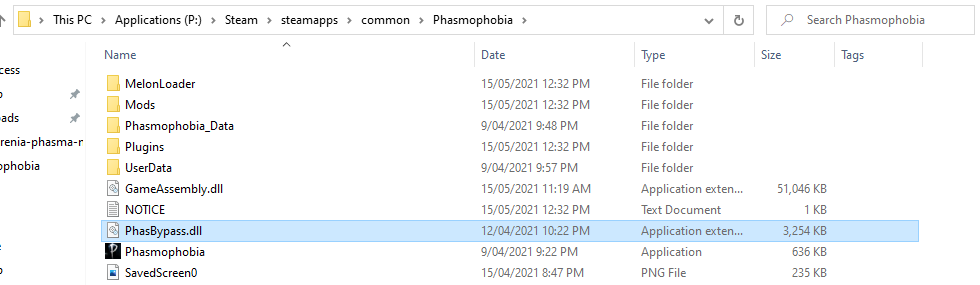 This PC > Applications (P:) > Steam > steamapps > common > Phasmophobia >
Search Phasmophobia
Name Date Type Size Tags
MelonLoader 15/05/2021 12:32 PM File folder
Mods 15/05/2021 12:32 PM File folder
Phasmophobia_Data 9/04/2021 9:48 PM File folder
Plugins 15/05/2021 12:32 PM File folder
UserData 9/04/2021 9:57 PM File folder
GameAssembly.dll 15/05/2021 11:19 AM Application exten... 51,046 KB
NOTICE 15/05/2021 12:32 PM Text Document 1 KB
PhasBypass.dll 12/04/2021 10:22 PM Application exten... 3,254 KB
Phasmophobia 9/04/2021 9:22 PM Application 636 KB
SavedScreen0 15/04/2021 8:47 PM PNG File 235 KB
cess
oads
renia-phasma-r
ophobia